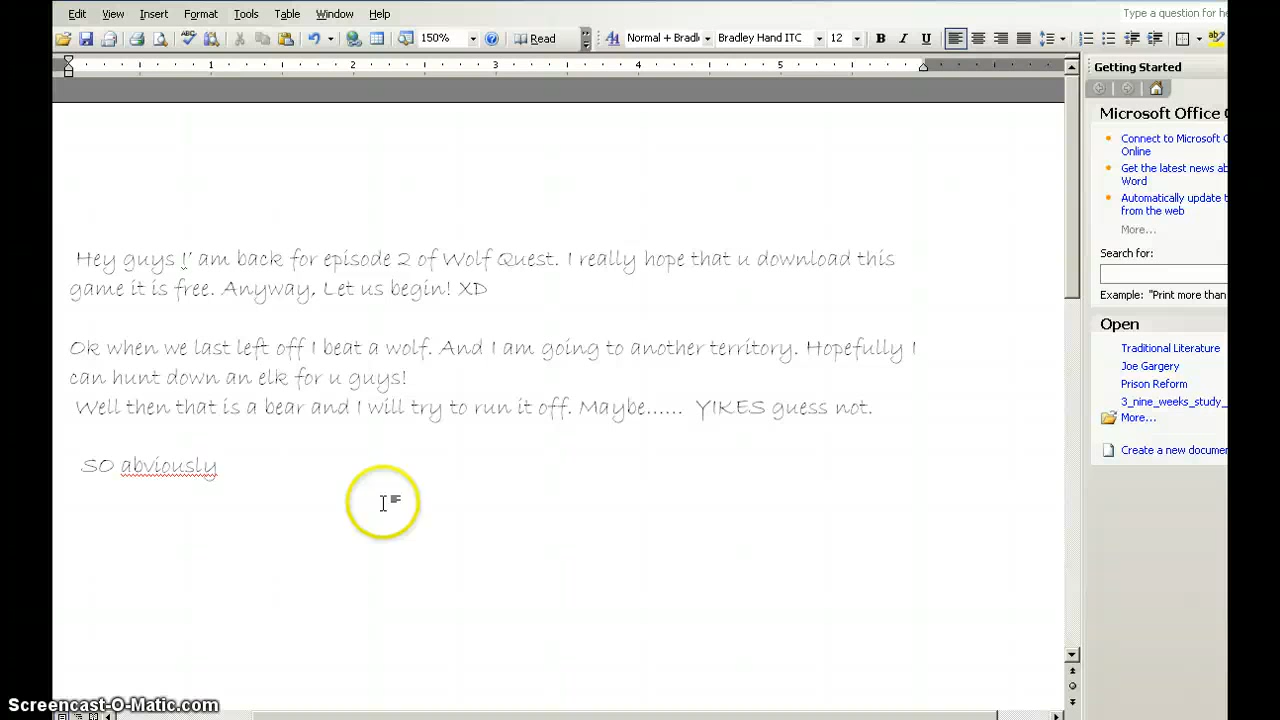 Edit View Insert Format Tools Table Window Help Type a question for he
150% Read Normal + Bradl Bradley Hand ITC 12 B I U
1 2 3 4 5 6
Getting Started
Microsoft Office
Connect to Microsoft
Online
Get the latest news ab
Word
Automatically update t
from the web
More...
Search for:
Example: "Print more than
Open
Traditional Literature
Joe Gargery
Prison Reform
3_nine_weeks_study_
More...
Create a new documen
Hey guys I' am back for episode 2 of Wolf Quest. I really hope that u download this
game it is free. Anyway, Let us begin! XD
Ok when we last left off I beat a wolf. And I am going to another territory. Hopefully I
can hunt down an elk for u guys!
Well then that is a bear and I will try to run it off. Maybe...... YIKES guess not.
SO abviously
Screencast-O-Matic.com